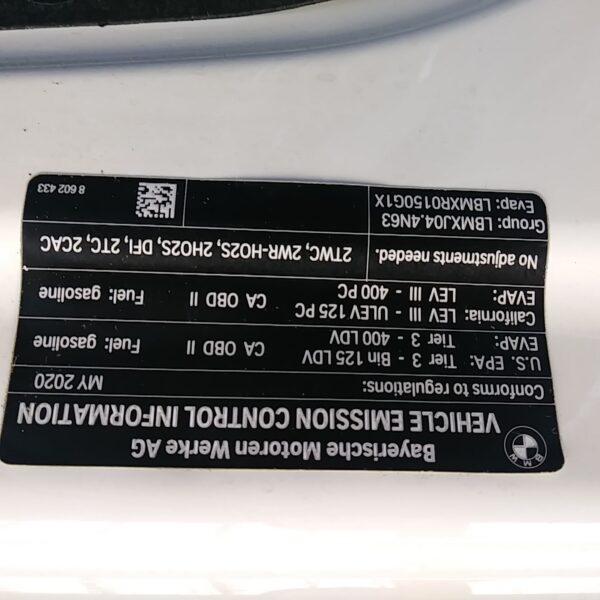 BMW
Bayerische Motoren Werke AG
VEHICLE EMISSION CONTROL INFORMATION
Conforms to regulations: MY 2020
U.S. EPA: Tier 3 - Bin 125 LDV CA OBD II Fuel: gasoline
EVAP: Tier 3 - 400 LDV
California: LEV III - ULEV 125 PC CA OBD II Fuel: gasoline
EVAP: LEV III - 400 PC
No adjustments needed. 2TWC, 2WR-HO2S, 2HO2S, DFI, 2TC, 2CAC
Group: LBMXJ04.4N63
Evap: LBMXR0150G1X
8 602 433